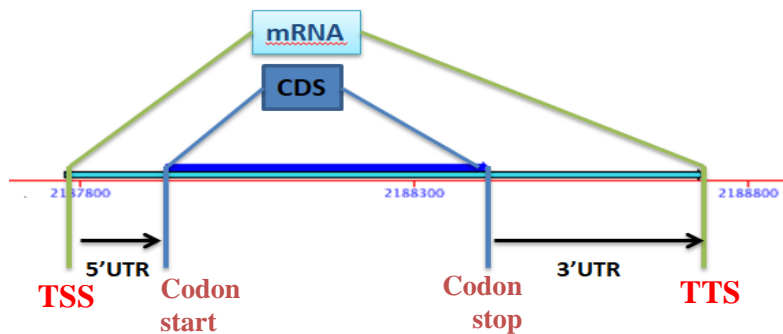 mRNA
CDS
2187800 2188300 2188800
5'UTR 3'UTR
TSS Codon start Codon stop TTS